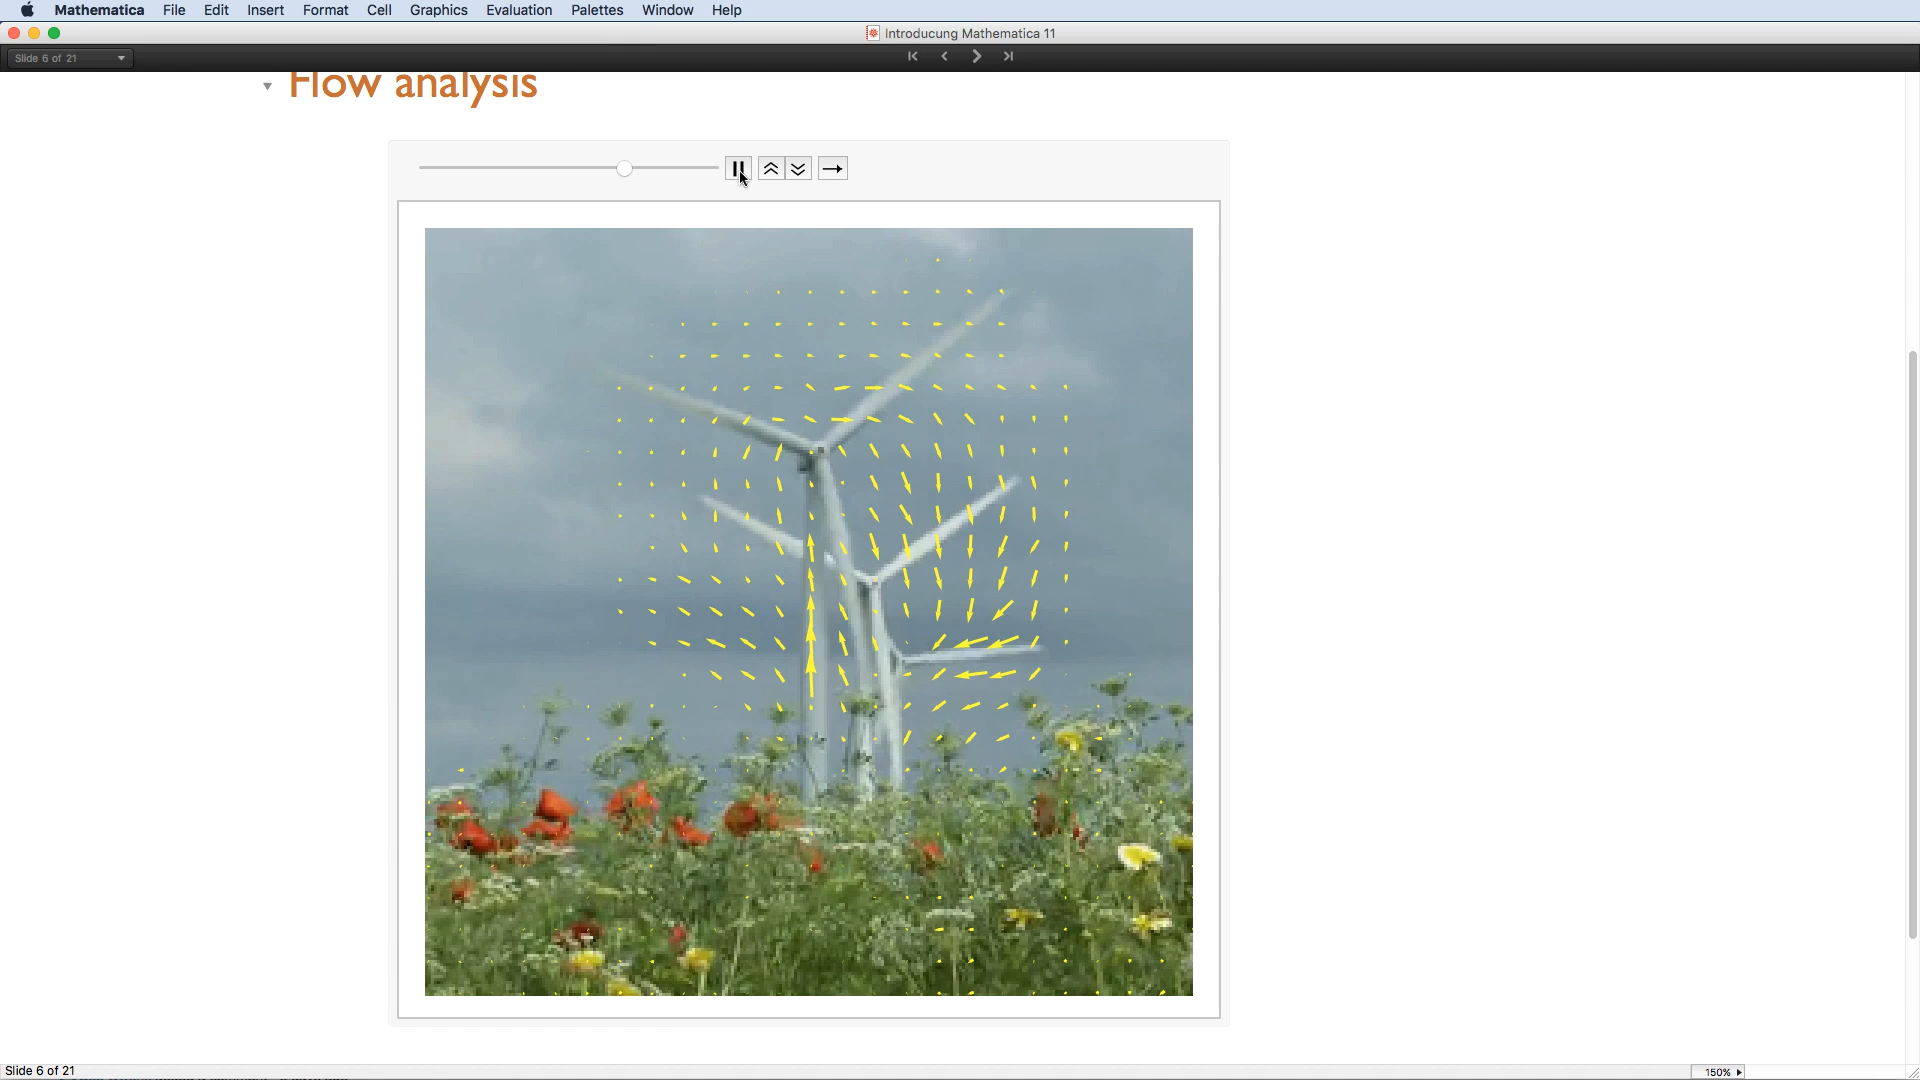 Mathematica File Edit Insert Format Cell Graphics Evaluation Palettes Window Help
Introducung Mathematica 11
Slide 6 of 21
Flow analysis
Slide 6 of 21
150%